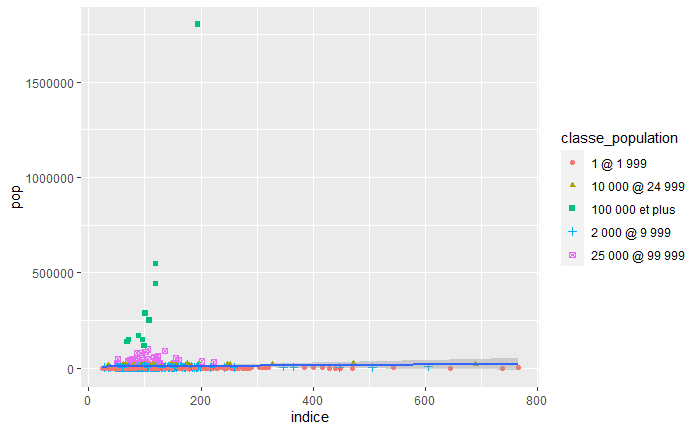 1500000
1000000
500000
0
pop
0
200
400
600
800
indice
classe_population
1 @ 1 999
10 000 @ 24 999
100 000 et plus
2 000 @ 9 999
25 000 @ 99 999